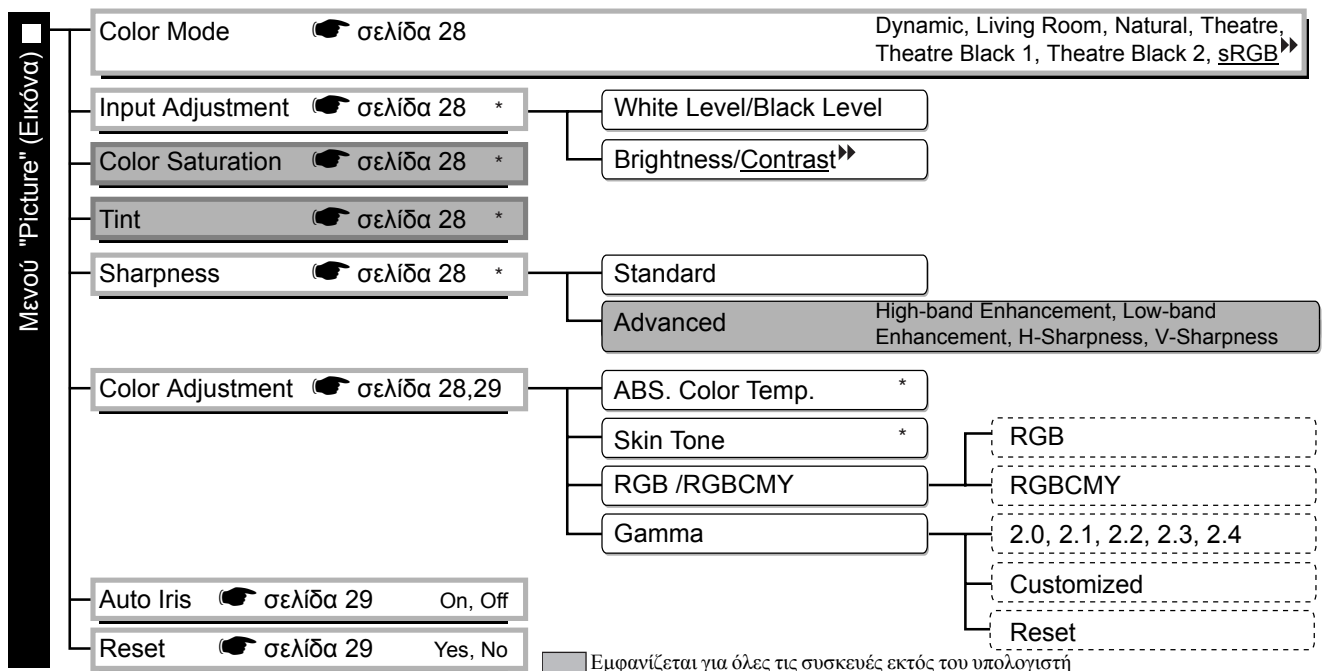 Μενού "Picture" (Εικόνα)
Color Mode ☛ σελίδα 28 Dynamic, Living Room, Natural, Theatre,
Theatre Black 1, Theatre Black 2, sRGB
Input Adjustment ☛ σελίδα 28 *
White Level/Black Level
Brightness/Contrast
Color Saturation ☛ σελίδα 28 *
Tint ☛ σελίδα 28 *
Sharpness ☛ σελίδα 28 *
Standard
Advanced High-band Enhancement, Low-band
Enhancement, H-Sharpness, V-Sharpness
Color Adjustment ☛ σελίδα 28,29
ABS. Color Temp. *
Skin Tone *
RGB /RGBCMY
RGB
RGBCMY
Gamma
2.0, 2.1, 2.2, 2.3, 2.4
Customized
Reset
Auto Iris ☛ σελίδα 29 On, Off
Reset ☛ σελίδα 29 Yes, No
Εμφανίζεται για όλες τις συσκευές εκτός του υπολογιστή